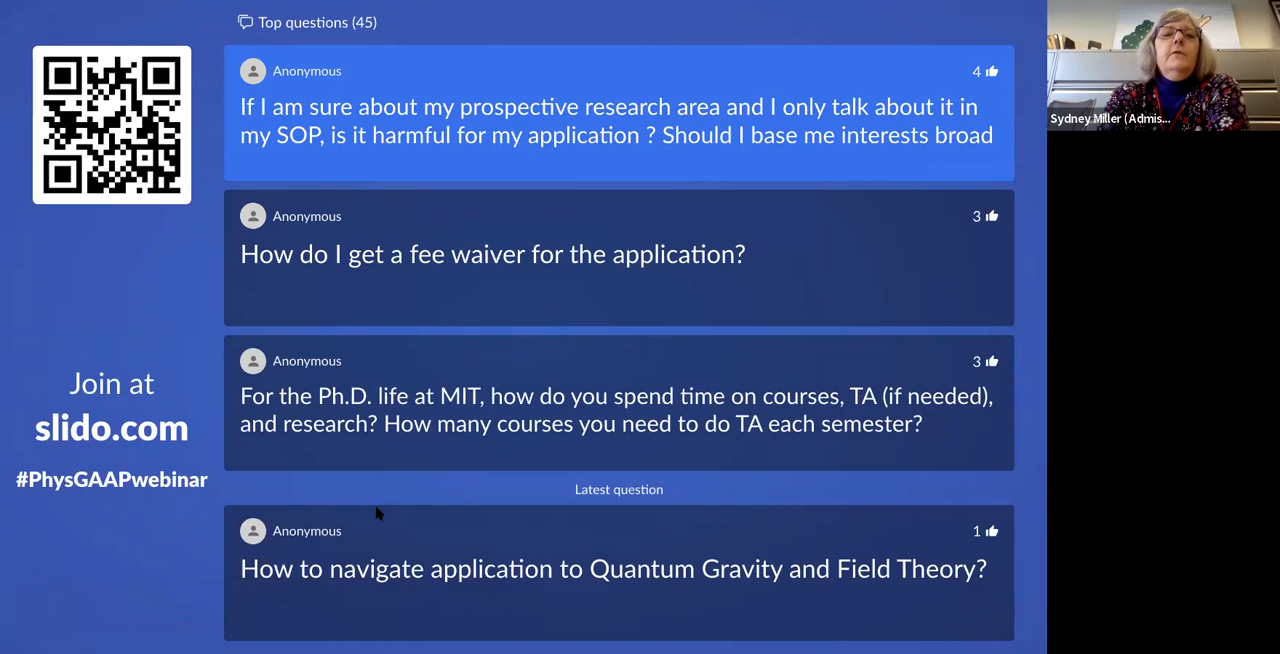 Top questions (45)
Anonymous
4
If I am sure about my prospective research area and I only talk about it in
my SOP, is it harmful for my application ? Should I base me interests broad
Anonymous
3
How do I get a fee waiver for the application?
Anonymous
3
For the Ph.D. life at MIT, how do you spend time on courses, TA (if needed),
and research? How many courses you need to do TA each semester?
Latest question
Anonymous
1
How to navigate application to Quantum Gravity and Field Theory?
Join at
slido.com
#PhysGAAPwebinar
Sydney Miller (Admis...